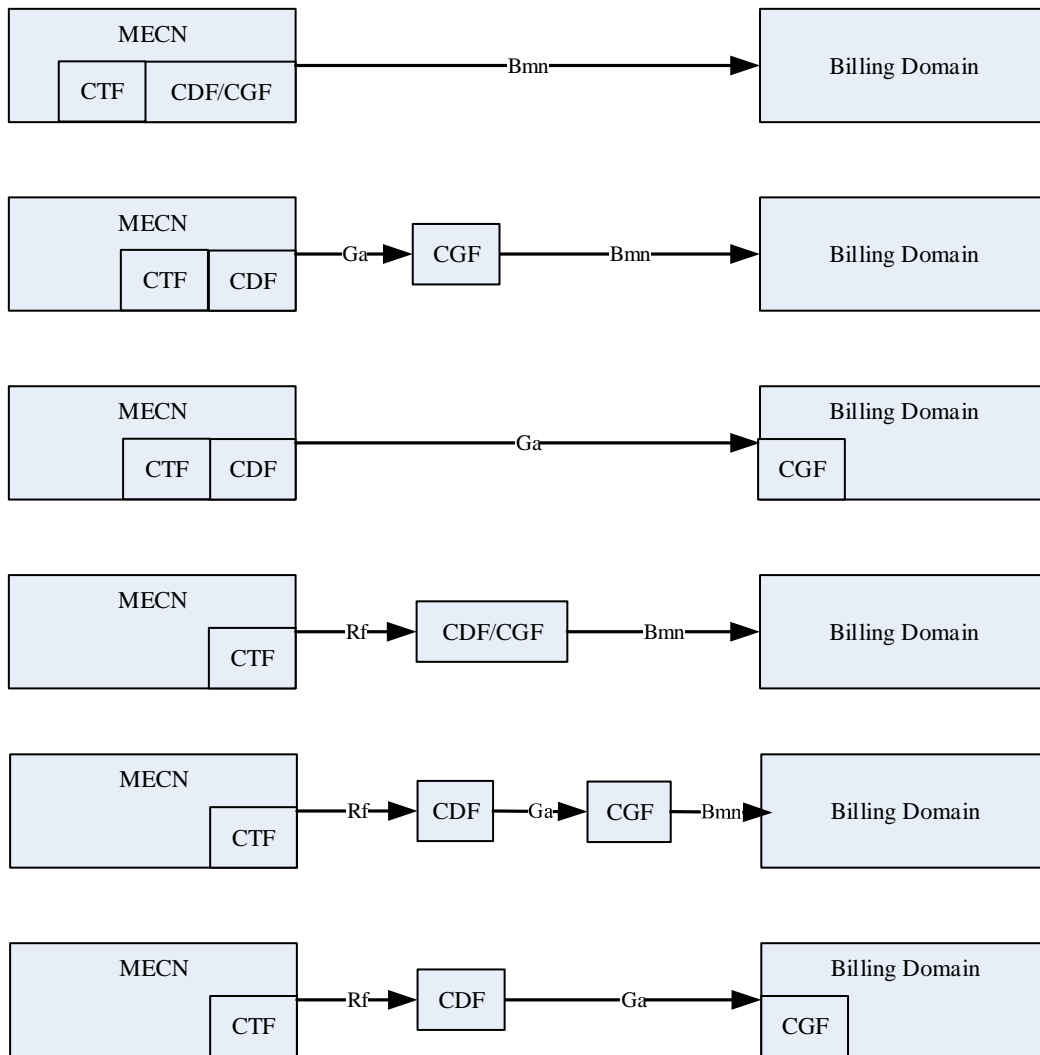 MECN
CTF
CDF/CGF
Bmn
Billing Domain
MECN
CTF
CDF
Ga
CGF
Bmn
Billing Domain
MECN
CTF
CDF
Ga
Billing Domain
CGF
MECN
CTF
Rf
CDF/CGF
Bmn
Billing Domain
MECN
CTF
Rf
CDF
Ga
CGF
Bmn
Billing Domain
MECN
CTF
Rf
CDF
Ga
Billing Domain
CGF